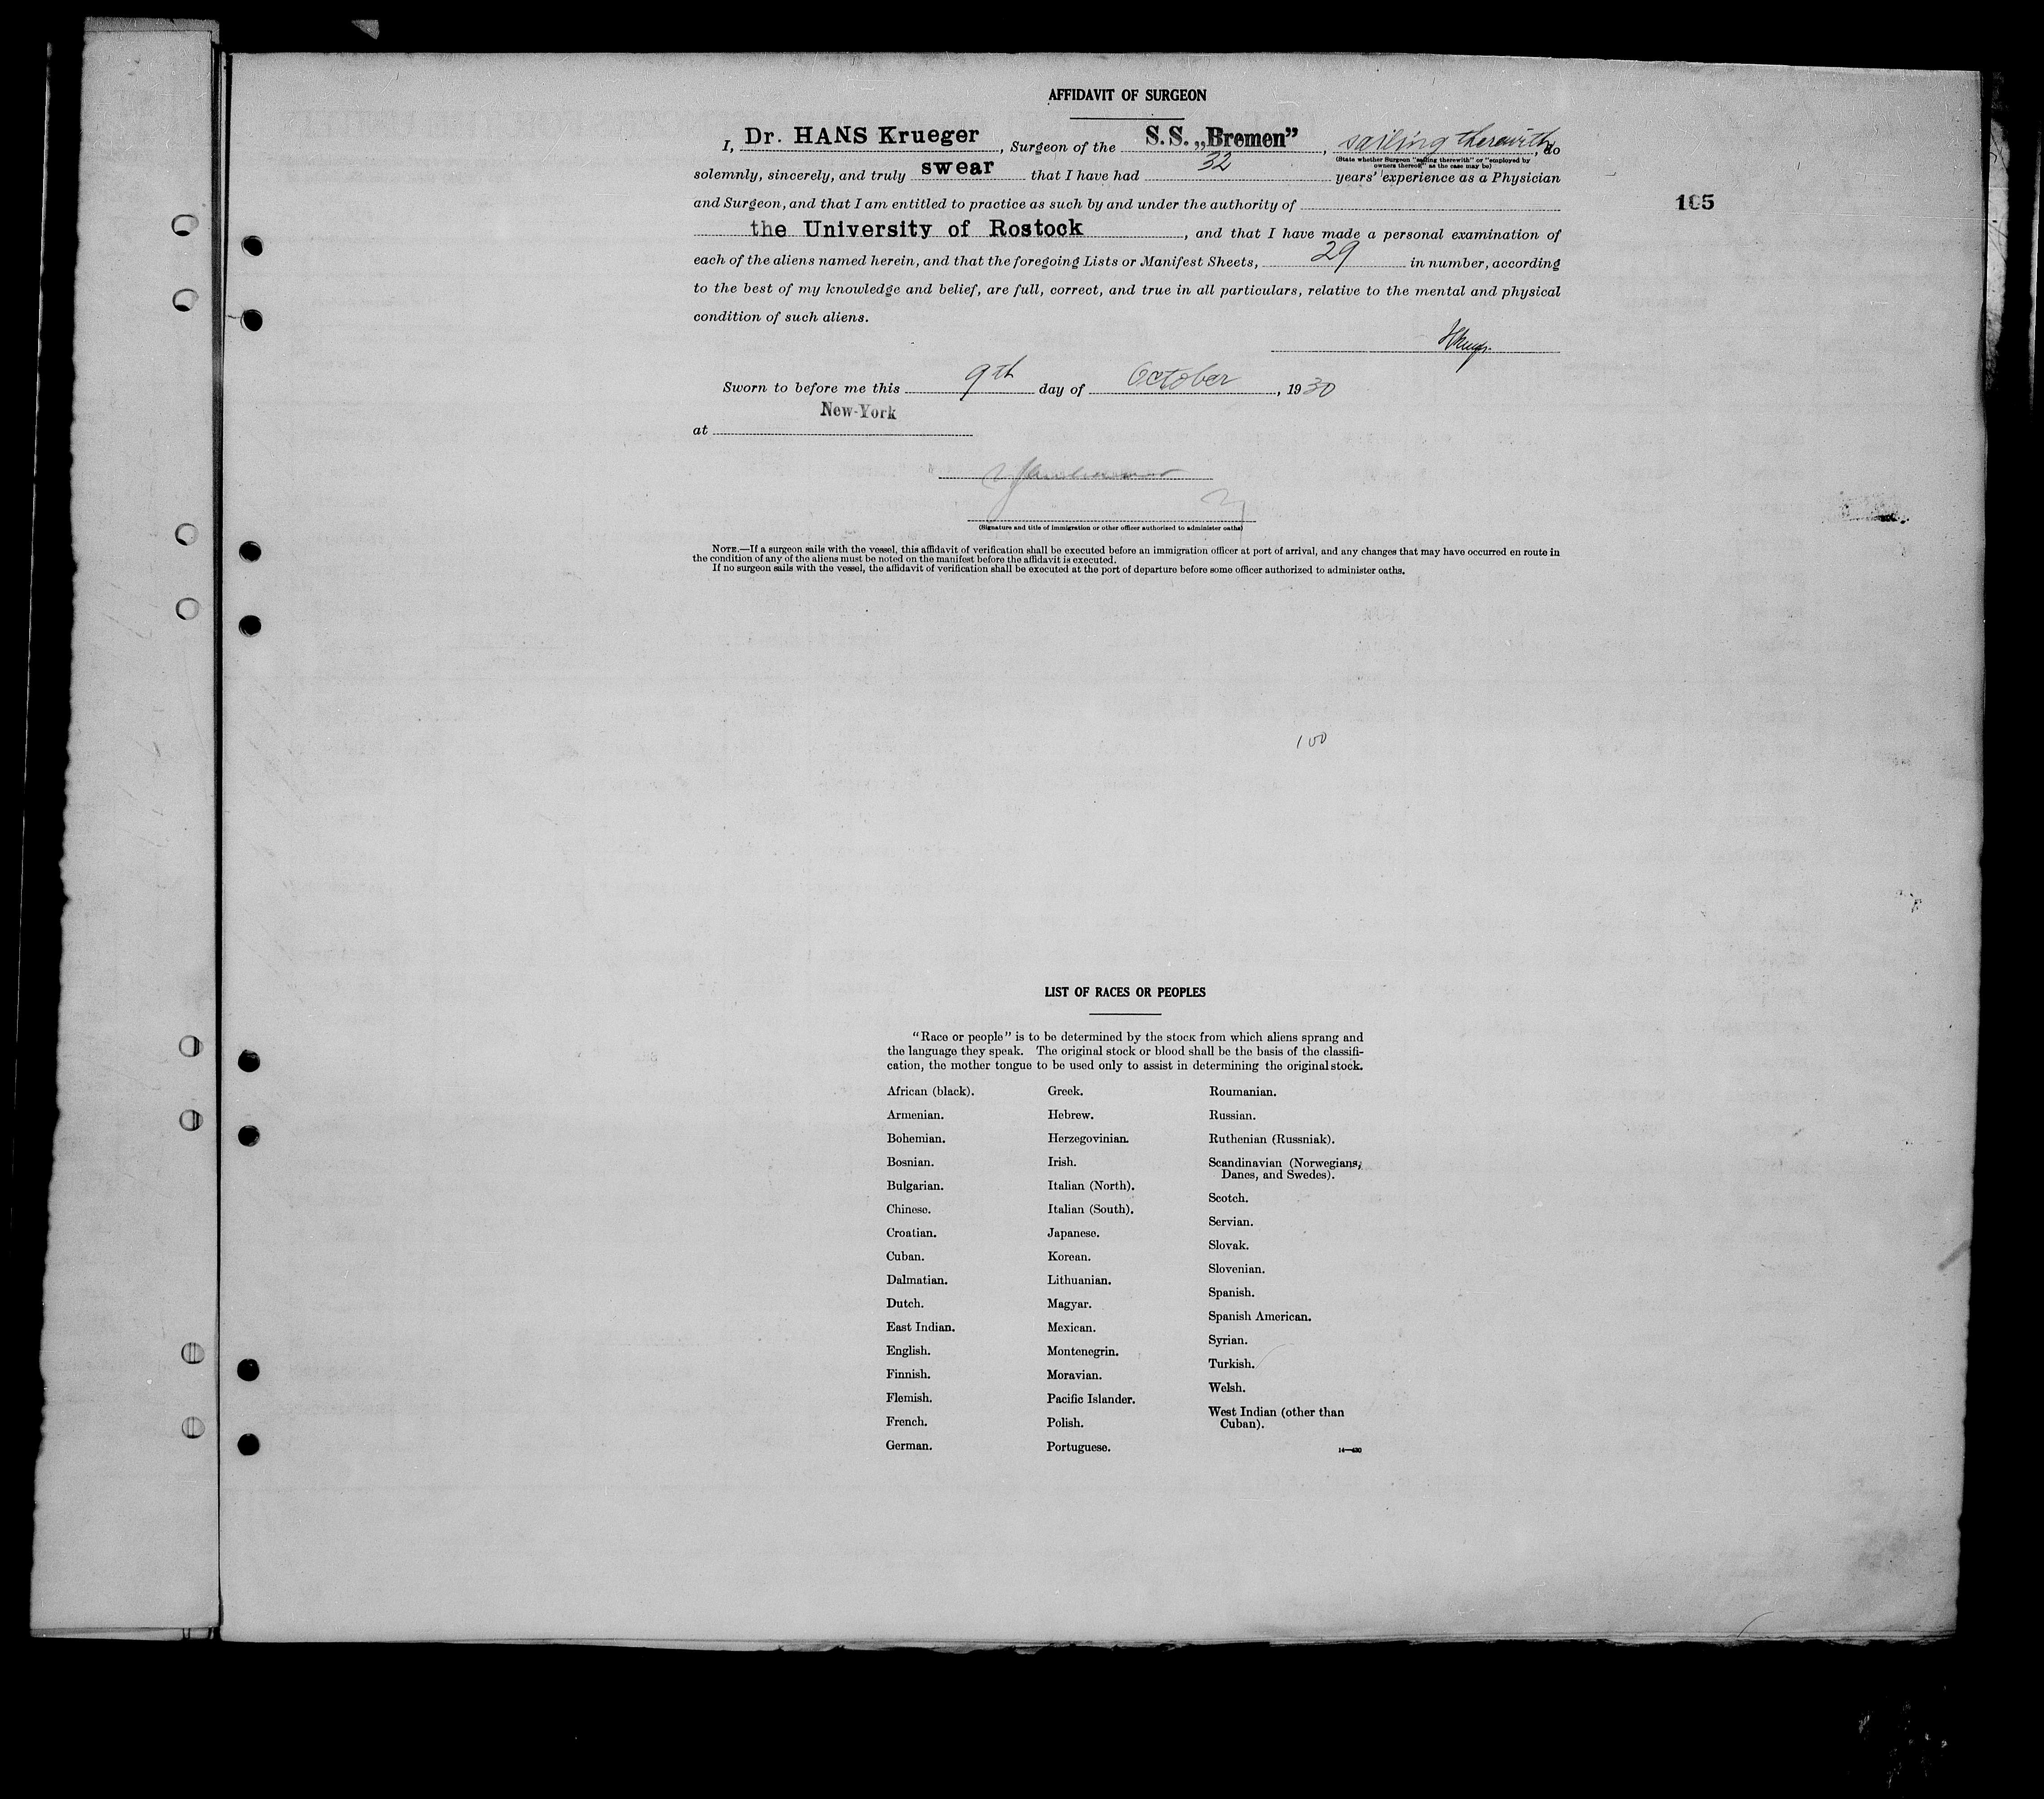 AFFIDAVIT OF SURGEON
I, Dr. HANS Krueger, Surgeon of the S.S. „Bremen”, sailing therewith, do
(State whether Surgeon "sailing therewith" or "employed by
owners thereof," as the case may be)
solemnly, sincerely, and truly swear that I have had 32 years' experience as a Physician
and Surgeon, and that I am entitled to practice as such by and under the authority of
the University of Rostock, and that I have made a personal examination of
each of the aliens named herein, and that the foregoing Lists or Manifest Sheets, 29 in number, according
to the best of my knowledge and belief, are full, correct, and true in all particulars, relative to the mental and physical
condition of such aliens.
105
Sworn to before me this 9th day of October, 1930
at New-York
(Signature and title of immigration or other officer authorized to administer oaths)
NOTE.—If a surgeon sails with the vessel, this affidavit of verification shall be executed before an immigration officer at port of arrival, and any changes that may have occurred en route in
the condition of any of the aliens must be noted on the manifest before the affidavit is executed.
If no surgeon sails with the vessel, the affidavit of verification shall be executed at the port of departure before some officer authorized to administer oaths.
100
LIST OF RACES OR PEOPLES
"Race or people" is to be determined by the stock from which aliens sprang and
the language they speak. The original stock or blood shall be the basis of the classifi-
cation, the mother tongue to be used only to assist in determining the original stock.
African (black).
Armenian.
Bohemian.
Bosnian.
Bulgarian.
Chinese.
Croatian.
Cuban.
Dalmatian.
Dutch.
East Indian.
English.
Finnish.
Flemish.
French.
German.
Greek.
Hebrew.
Herzegovinian.
Irish.
Italian (North).
Italian (South).
Japanese.
Korean.
Lithuanian.
Magyar.
Mexican.
Montenegrin.
Moravian.
Pacific Islander.
Polish.
Portuguese.
Roumanian.
Russian.
Ruthenian (Russniak).
Scandinavian (Norwegians,
Danes, and Swedes).
Scotch.
Servian.
Slovak.
Slovenian.
Spanish.
Spanish American.
Syrian.
Turkish.
Welsh.
West Indian (other than
Cuban).
14—430